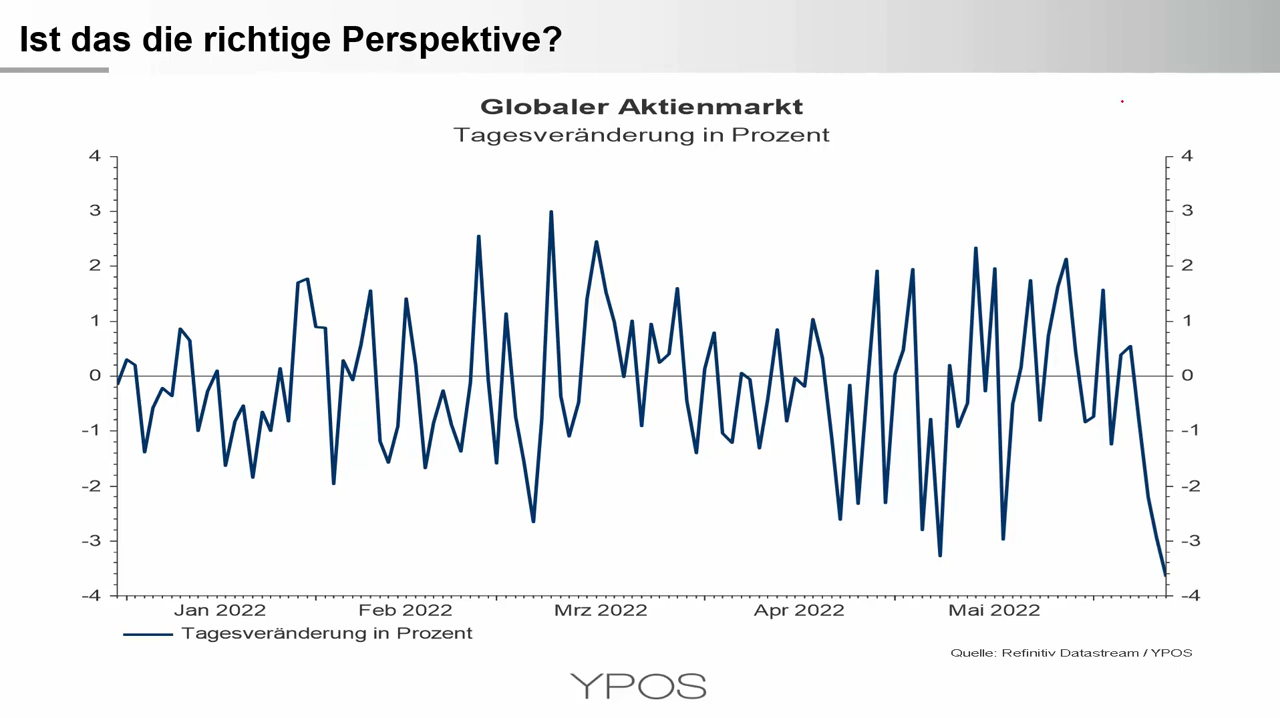 Ist das die richtige Perspektive?
Globaler Aktienmarkt
Tagesveränderung in Prozent
4 4
3 3
2 2
1 1
0 0
-1 -1
-2 -2
-3 -3
-4 -4
Jan 2022 Feb 2022 Mrz 2022 Apr 2022 Mai 2022
Tagesveränderung in Prozent
Quelle: Refinitiv Datastream / YPOS
YPOS